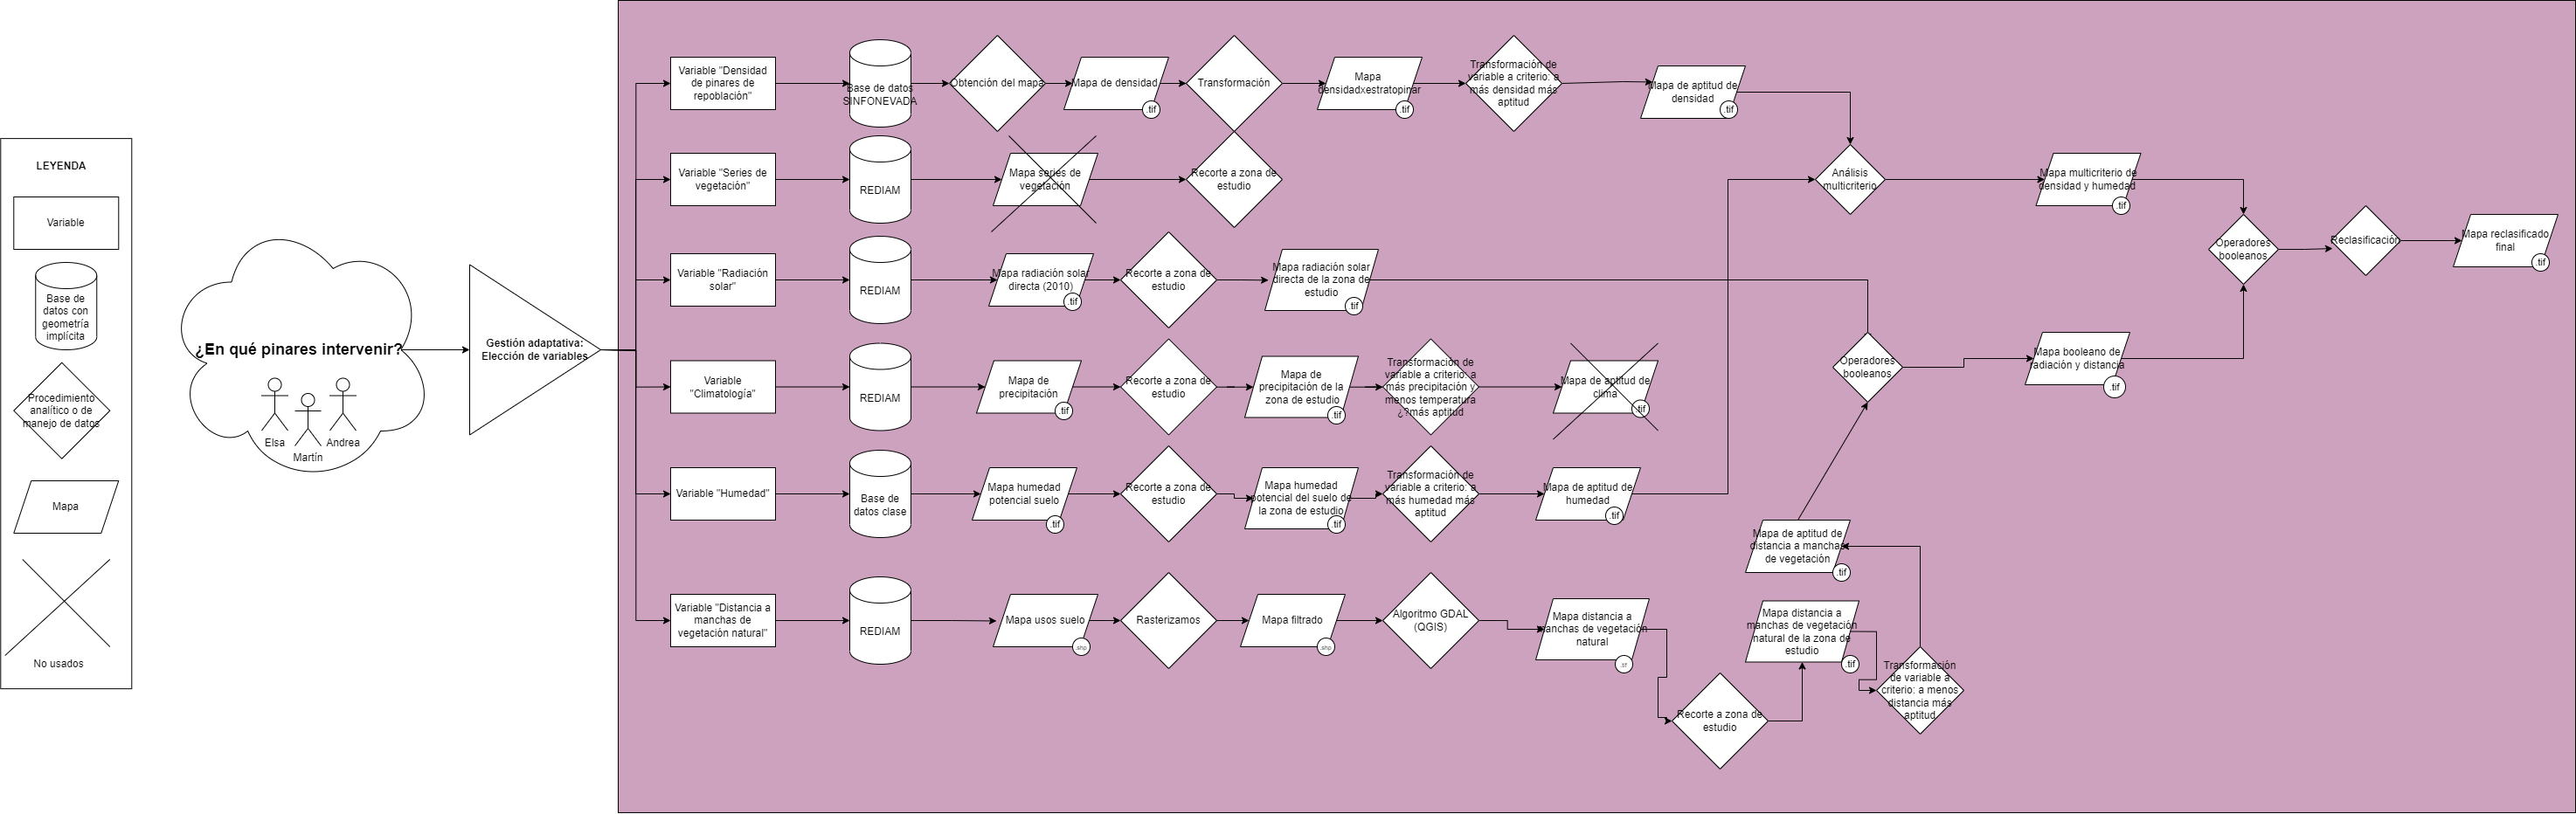 LEYENDA
Variable
Base de
datos con
geometría
implícita
Procedimiento
analítico o de
manejo de datos
Mapa
No usados
¿En qué pinares intervenir?
Elsa
Martín
Andrea
Gestión adaptativa:
Elección de variables
Variable "Densidad
de pinares de
repoblación"
Base de datos
SINFONEVADA
Obtención del mapa
Mapa de densidad
.tif
Transformación
Mapa
densidadxestratopinar
.tif
Transformación de
variable a criterio: a
más densidad más
aptitud
Mapa de aptitud de
densidad
.tif
Variable "Series de
vegetación"
REDIAM
Mapa series de
vegetación
Recorte a zona de
estudio
Análisis
multicriterio
Mapa multicriterio de
densidad y humedad
.tif
Variable "Radiación
solar"
REDIAM
Mapa radiación solar
directa (2010)
.tif
Recorte a zona de
estudio
Mapa radiación solar
directa de la zona de
estudio
.tif
Operadores
booleanos
Reclasificación
Mapa reclasificado
final
.tif
Variable
"Climatología"
REDIAM
Mapa de
precipitación
.tif
Recorte a zona de
estudio
Mapa de
precipitación de la
zona de estudio
.tif
Transformación de
variable a criterio: a
más precipitación y
menos temperatura
¿?más aptitud
Mapa de aptitud de
clima
.tif
Operadores
booleanos
Mapa booleano de
radiación y distancia
.tif
Variable "Humedad"
Base de
datos clase
Mapa humedad
potencial suelo
.tif
Recorte a zona de
estudio
Mapa humedad
potencial del suelo de
la zona de estudio
.tif
Transformación de
variable a criterio: a
más humedad más
aptitud
Mapa de aptitud de
humedad
.tif
Mapa de aptitud de
distancia a manchas
de vegetación
.tif
Variable "Distancia a
manchas de
vegetación natural"
REDIAM
Mapa usos suelo
.shp
Rasterizamos
Mapa filtrado
.shp
Algoritmo GDAL
(QGIS)
Mapa distancia a
manchas de vegetación
natural
.tif
Mapa distancia a
manchas de vegetación
natural de la zona de
estudio
.tif
Transformación
de variable a
criterio: a menos
distancia más
aptitud
Recorte a zona de
estudio